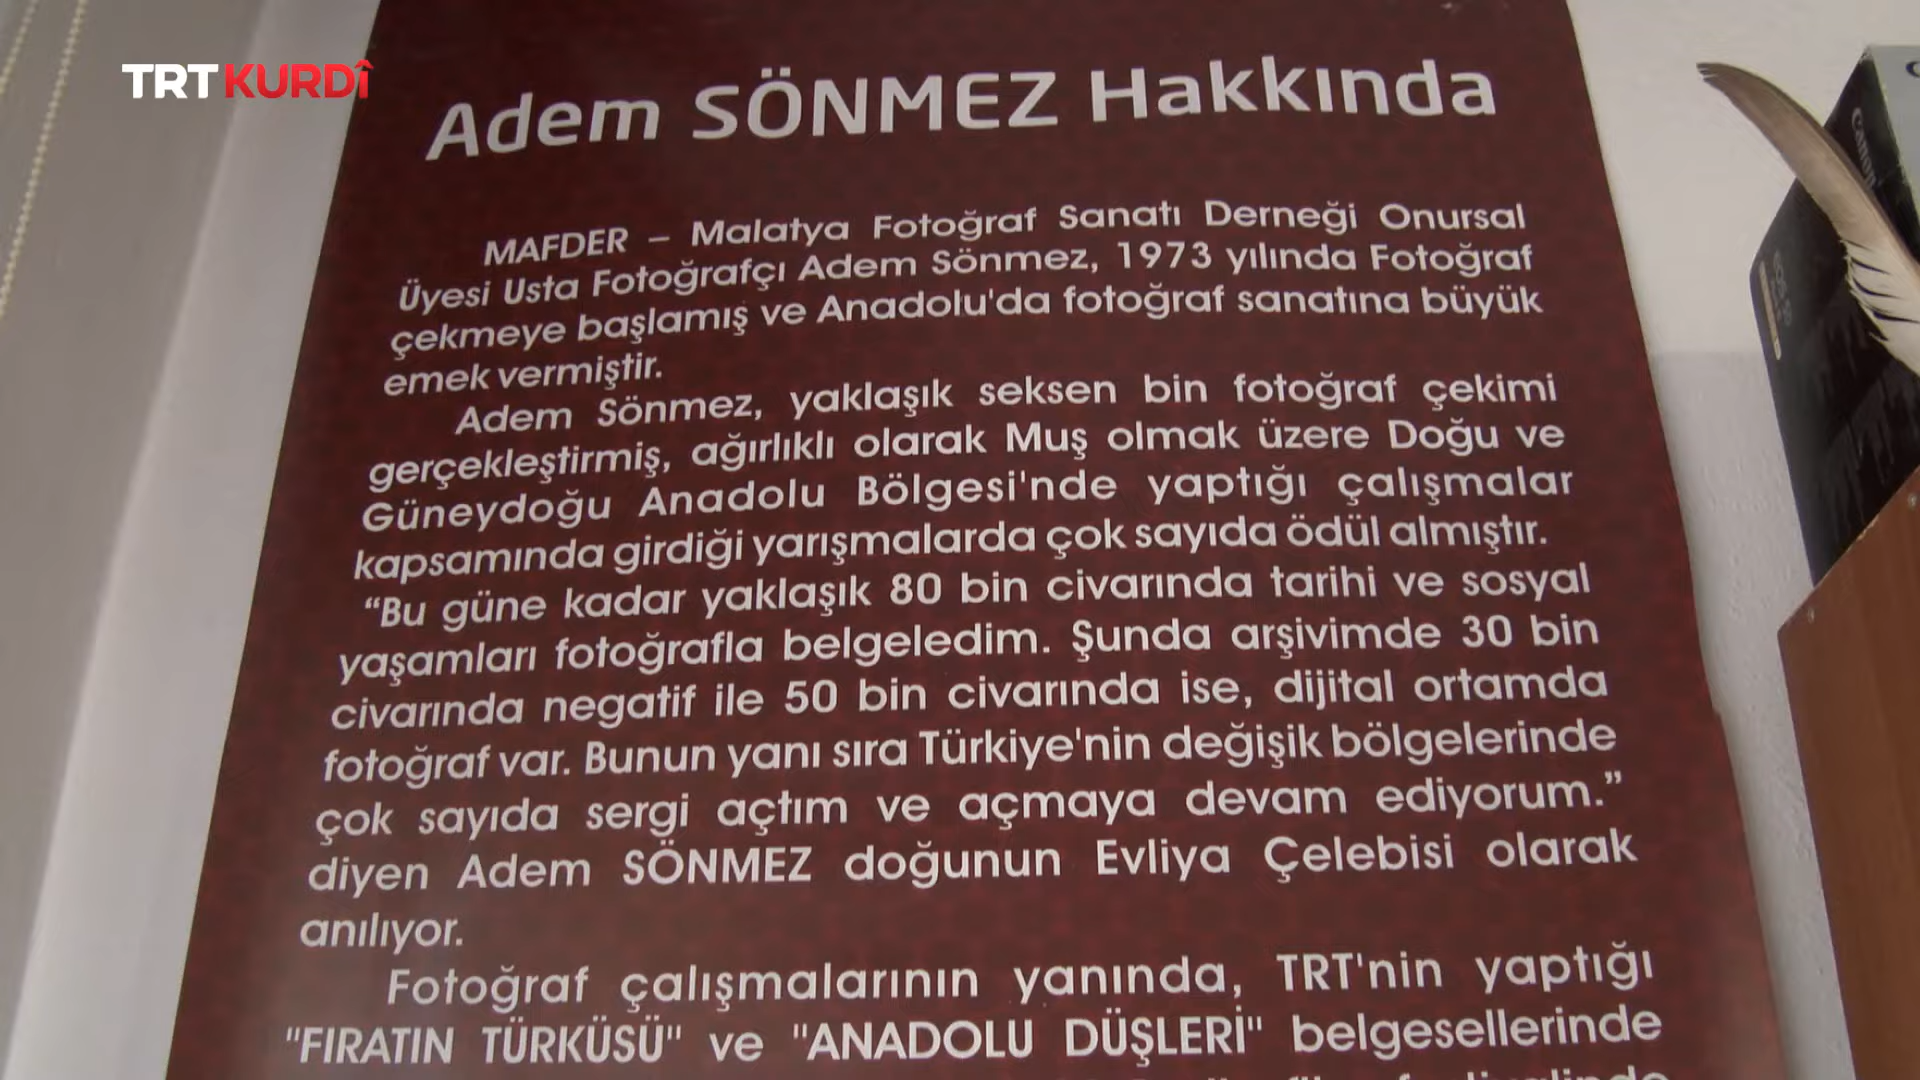 TRT KURDÎ
Adem SÖNMEZ Hakkında
MAFDER – Malatya Fotoğraf Sanatı Derneği Onursal
Üyesi Usta Fotoğrafçı Adem Sönmez, 1973 yılında Fotoğraf
çekmeye başlamış ve Anadolu'da fotoğraf sanatına büyük
emek vermiştir.
Adem Sönmez, yaklaşık seksen bin fotoğraf çekimi
gerçekleştirmiş, ağırlıklı olarak Muş olmak üzere Doğu ve
Güneydoğu Anadolu Bölgesi'nde yaptığı çalışmalar
kapsamında girdiği yarışmalarda çok sayıda ödül almıştır.
“Bu güne kadar yaklaşık 80 bin civarında tarihi ve sosyal
yaşamları fotoğrafla belgeledim. Şunda arşivimde 30 bin
civarında negatif ile 50 bin civarında ise, dijital ortamda
fotoğraf var. Bunun yanı sıra Türkiye'nin değişik bölgelerinde
çok sayıda sergi açtım ve açmaya devam ediyorum.”
diyen Adem SÖNMEZ doğunun Evliya Çelebisi olarak
anılıyor.
Fotoğraf çalışmalarının yanında, TRT'nin yaptığı
"FIRATIN TÜRKÜSÜ" ve "ANADOLU DÜŞLERİ" belgesellerinde
Canon